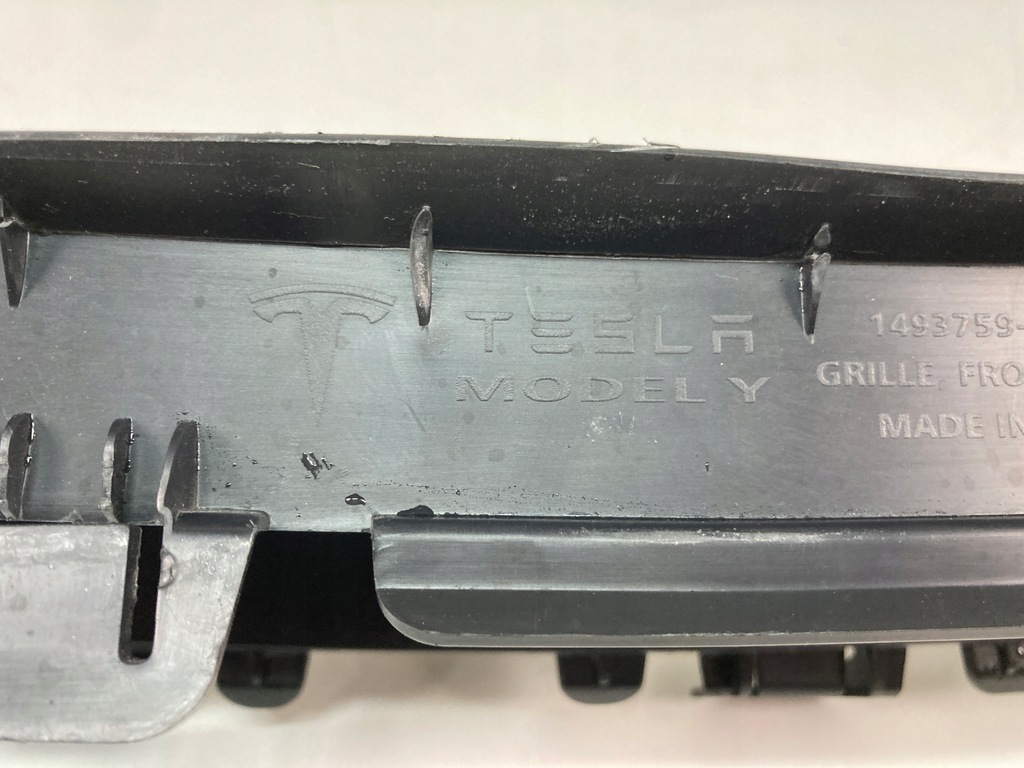 TESLA
MODEL Y
1493759-
GRILLE, FRO
MADE IN